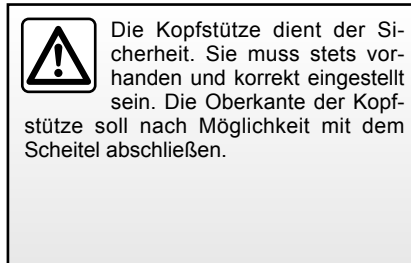 Die Kopfstütze dient der Si-
cherheit. Sie muss stets vor-
handen und korrekt eingestellt
sein. Die Oberkante der Kopf-
stütze soll nach Möglichkeit mit dem
Scheitel abschließen.